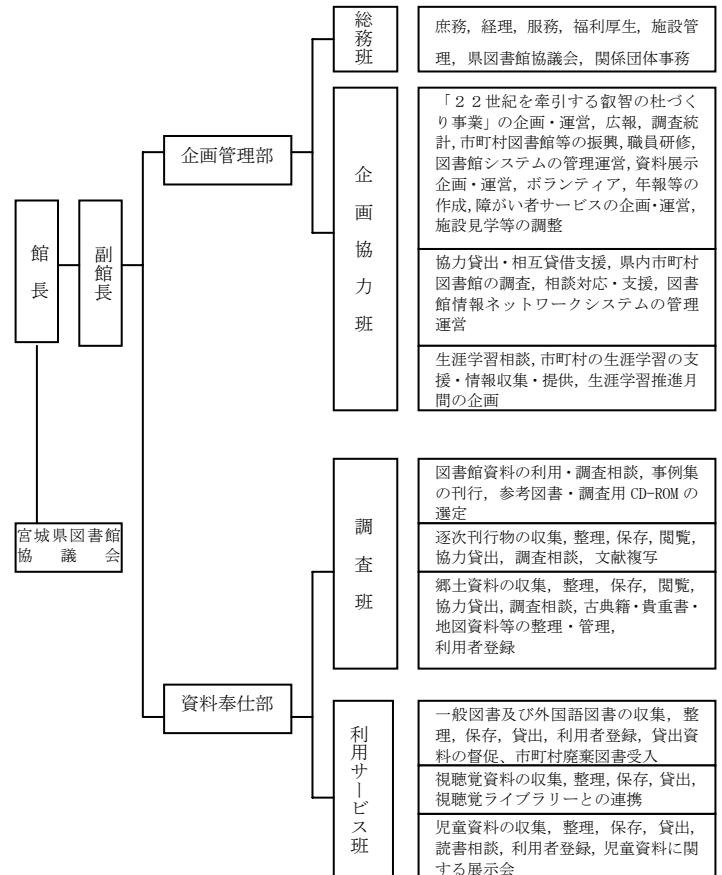 総務班
庶務, 経理, 服務, 福利厚生, 施設管
理, 県図書館協議会, 関係団体事務
企画管理部
企画協力班
「２２世紀を牽引する叡智の杜づく
り事業」の企画・運営, 広報, 調査統
計, 市町村図書館等の振興, 職員研修,
図書館システムの管理運営, 資料展示
企画・運営, ボランティア, 年報等の
作成, 障がい者サービスの企画・運営,
施設見学等の調整
協力貸出・相互貸借支援, 県内市町村
図書館の調査, 相談対応・支援, 図書
館情報ネットワークシステムの管理
運営
生涯学習相談, 市町村の生涯学習の支
援・情報収集・提供, 生涯学習推進月
間の企画
館長
副館長
宮城県図書館
協議会
調査班
図書館資料の利用・調査相談, 事例集
の刊行, 参考図書・調査用 CD-ROM の
選定
逐次刊行物の収集, 整理, 保存, 閲覧,
協力貸出, 調査相談, 文献複写
郷土資料の収集, 整理, 保存, 閲覧,
協力貸出, 調査相談, 古典籍・貴重書・
地図資料等の整理・管理,
利用者登録
資料奉仕部
利用サービス班
一般図書及び外国語図書の収集, 整
理, 保存, 貸出, 利用者登録, 貸出資
料の督促、市町村廃棄図書受入
視聴覚資料の収集, 整理, 保存, 貸出,
視聴覚ライブラリーとの連携
児童資料の収集, 整理, 保存, 貸出,
読書相談, 利用者登録, 児童資料に関
する展示会